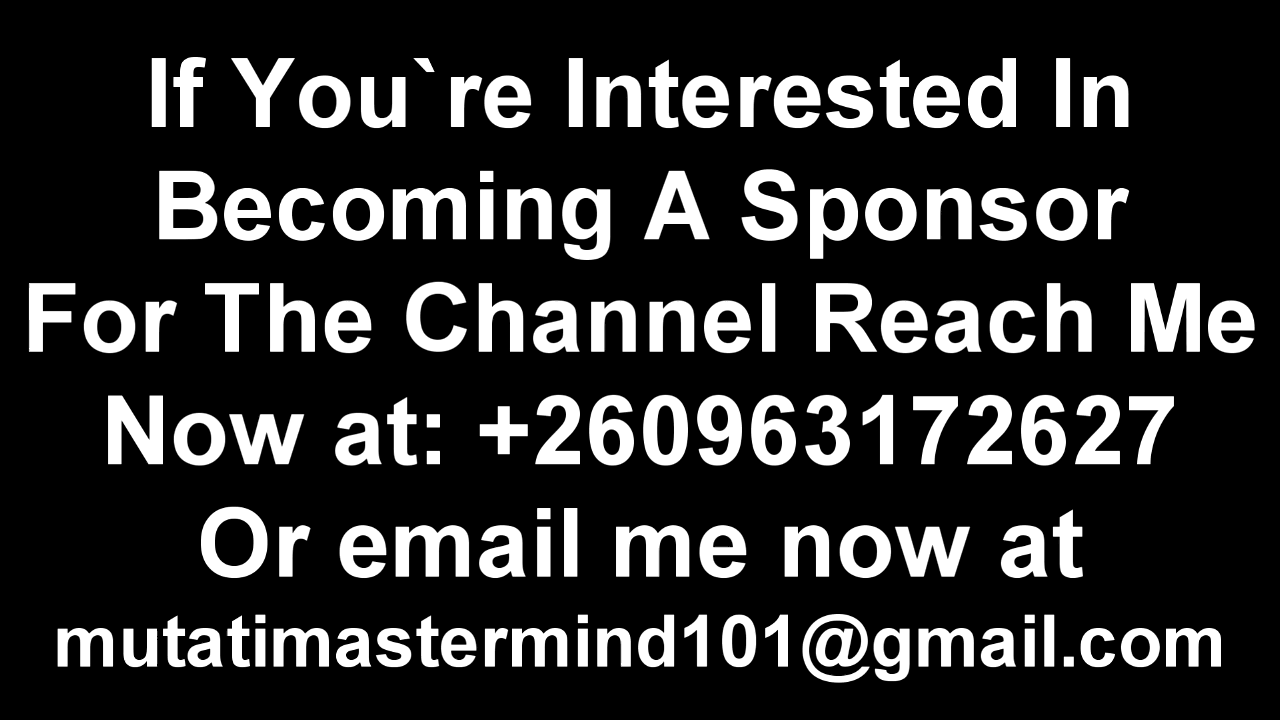 If You`re Interested In
Becoming A Sponsor
For The Channel Reach Me
Now at: +260963172627
Or email me now at
mutatimastermind101@gmail.com